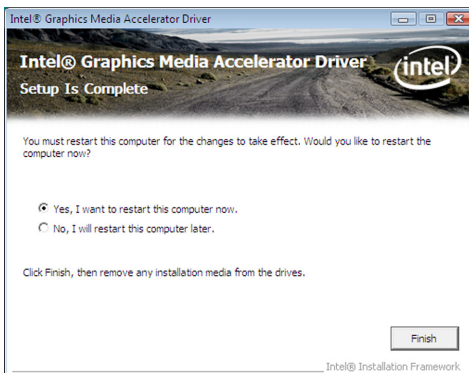 Intel® Graphics Media Accelerator Driver
Intel® Graphics Media Accelerator Driver
intel
Setup Is Complete
You must restart this computer for the changes to take effect. Would you like to restart the
computer now?
Yes, I want to restart this computer now.
No, I will restart this computer later.
Click Finish, then remove any installation media from the drives.
Finish
Intel® Installation Framework